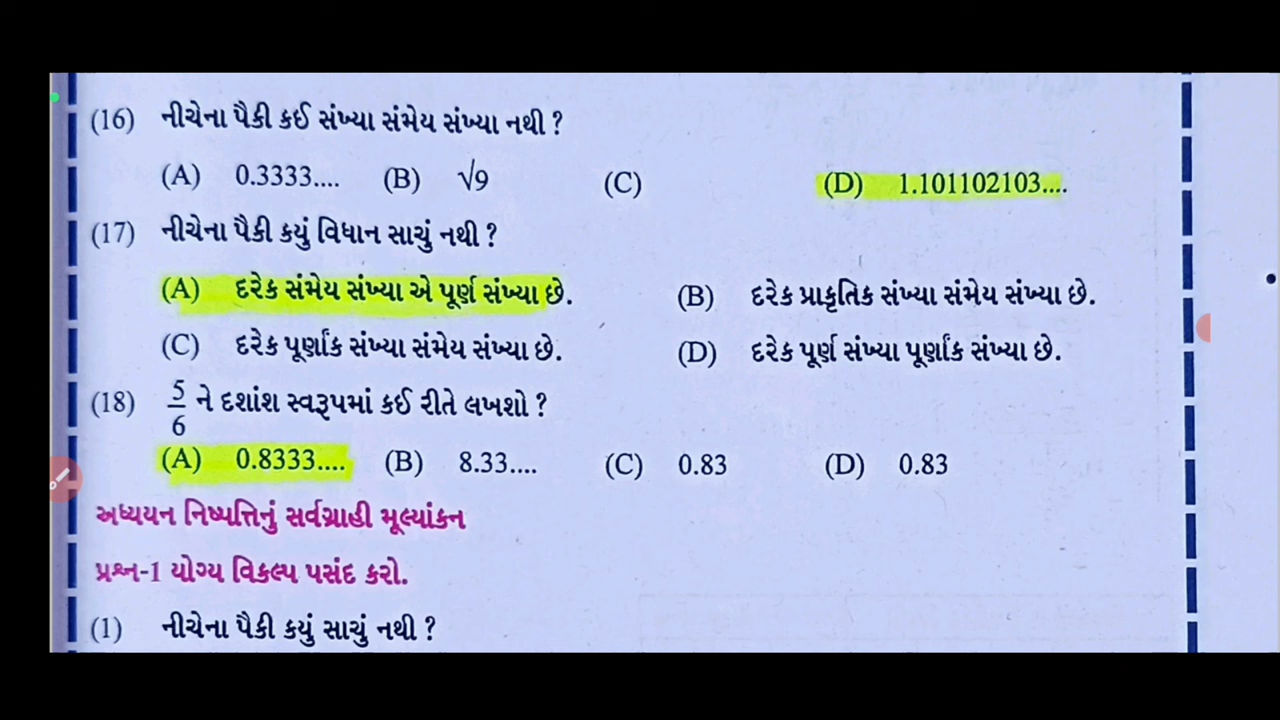 (16) નીચેના પૈકી કઈ સંખ્યા સંમેય સંખ્યા નથી ?
(A) 0.3333.... (B) √9 (C) (D) 1.101102103....
(17) નીચેના પૈકી કયું વિધાન સાચું નથી ?
(A) દરેક સંમેય સંખ્યા એ પૂર્ણ સંખ્યા છે. (B) દરેક પ્રાકૃતિક સંખ્યા સંમેય સંખ્યા છે.
(C) દરેક પૂર્ણાંક સંખ્યા સંમેય સંખ્યા છે. (D) દરેક પૂર્ણ સંખ્યા પૂર્ણાંક સંખ્યા છે.
(18) 5/6 ને દશાંશ સ્વરૂપમાં કઈ રીતે લખશો ?
(A) 0.8333.... (B) 8.33.... (C) 0.83 (D) 0.83
અધ્યયન નિષ્પત્તિનું સર્વગ્રાહી મૂલ્યાંકન
પ્રશ્ન-1 યોગ્ય વિકલ્પ પસંદ કરો.
(1) નીચેના પૈકી કયું સાચું નથી ?